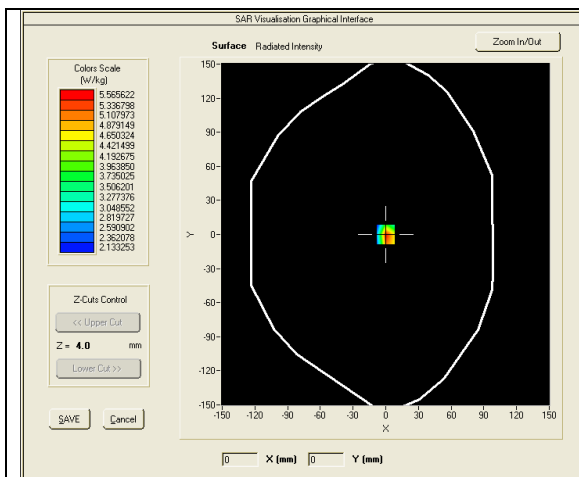 SAR Visualisation Graphical Interface
Surface Radiated Intensity
Zoom In/Out
Colors Scale
(W/kg)
5.565622
5.336798
5.107973
4.879149
4.650324
4.421499
4.192675
3.963850
3.735025
3.506201
3.277376
3.048552
2.819727
2.590902
2.362078
2.133253
Z-Cuts Control
<< Upper Cut
Z = 4.0 mm
Lower Cut >>
SAVE Cancel
150
120
90
60
30
0
-30
-60
-90
-120
-150
Y
-150 -120 -90 -60 -30 0 30 60 90 120 150
X
0 X (mm) 0 Y (mm)